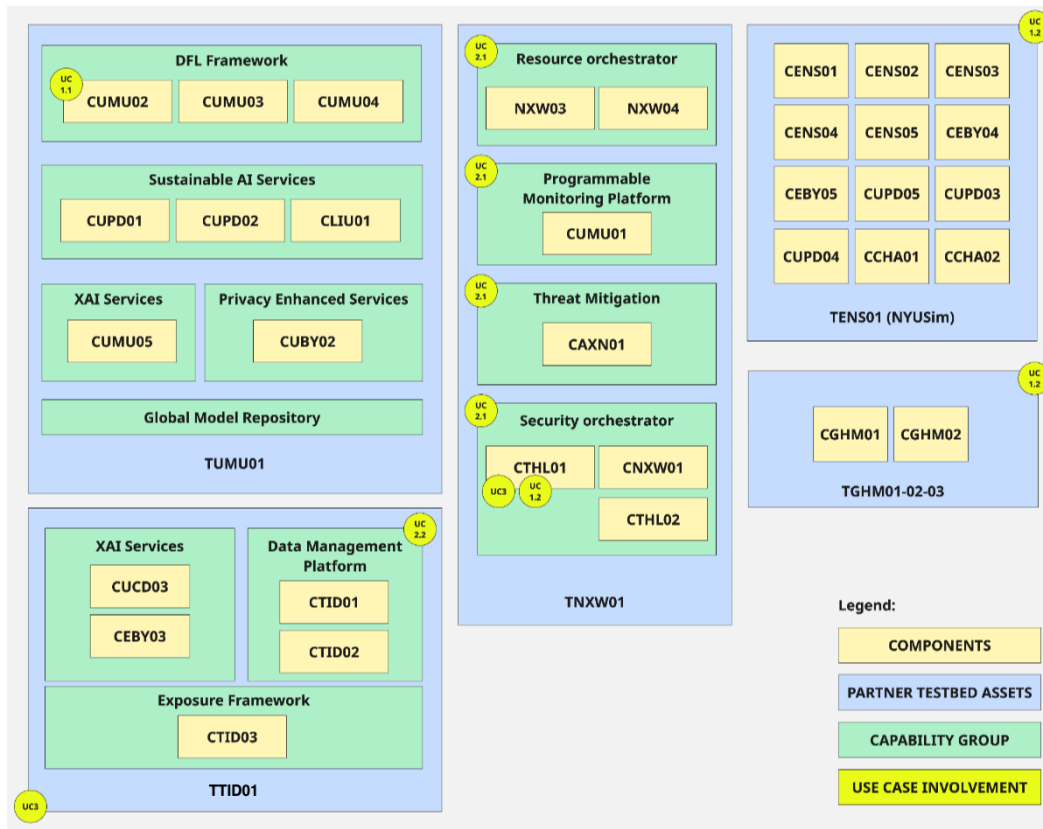 DFL Framework
UC
1.1
CUMU02
CUMU03
CUMU04
Sustainable AI Services
CUPD01
CUPD02
CLIU01
XAI Services
CUMU05
Privacy Enhanced Services
CUBY02
Global Model Repository
TUMU01
XAI Services
CUCD03
CEBY03
UC
2.2
Data Management
Platform
CTID01
CTID02
Exposure Framework
CTID03
TTID01
UC3
UC
2.1
Resource orchestrator
NXW03
NXW04
UC
2.1
Programmable
Monitoring Platform
CUMU01
UC
2.1
Threat Mitigation
CAXN01
UC
2.1
Security orchestrator
CTHL01
CNXW01
UC3
UC
1.2
CTHL02
TNXW01
UC
1.2
CENS01
CENS02
CENS03
CENS04
CENS05
CEBY04
CEBY05
CUPD05
CUPD03
CUPD04
CCHA01
CCHA02
TENS01 (NYUSim)
UC
1.2
CGHM01
CGHM02
TGHM01-02-03
Legend:
COMPONENTS
PARTNER TESTBED ASSETS
CAPABILITY GROUP
USE CASE INVOLVEMENT